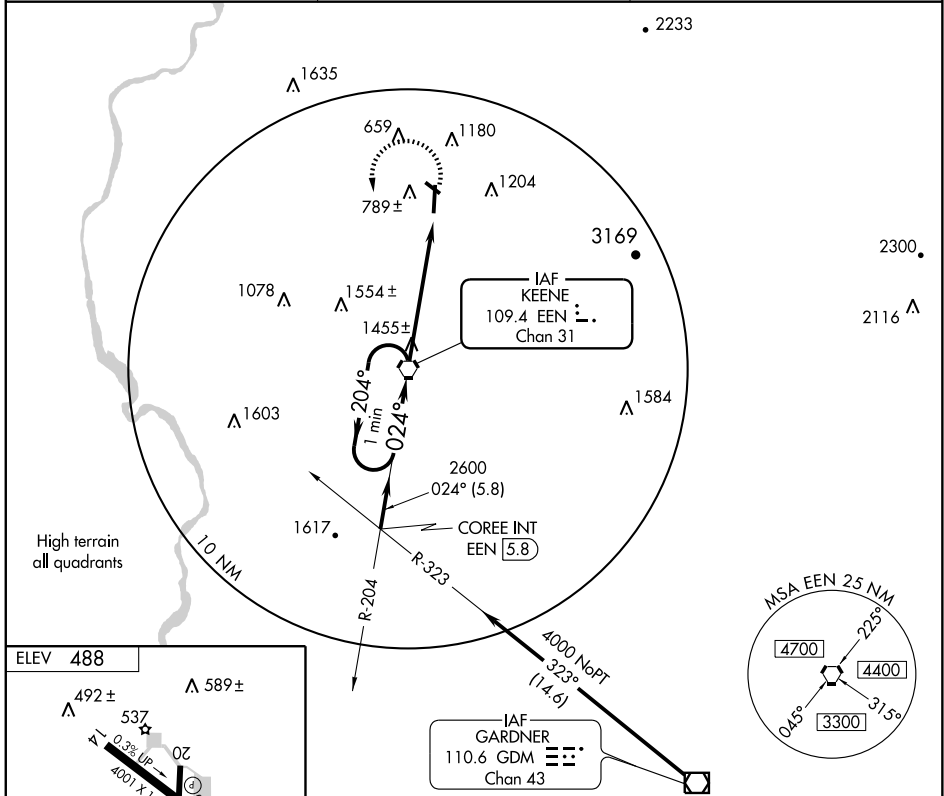 2233
1635
659
1180
1204
789 ±
3169
2300
IAF
KEENE
109.4 EEN
Chan 31
1078
1554 ±
2116
1455±
204°
1 min
024°
1603
1584
2600
024° (5.8)
COREE INT
EEN 5.8
1617
High terrain
all quadrants
10 NM
R-323
R-204
4000 NoPT
323°
(14.6)
IAF
GARDNER
110.6 GDM
Chan 43
MSA EEN 25 NM
225°
4700
4400
045°
315°
3300
ELEV 488
492 ±
589 ±
537
14
0.3% UP
20
4001 X 1
P